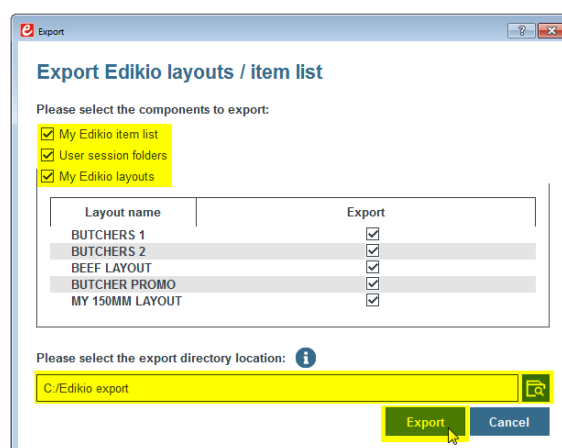 Export
Export Edikio layouts / item list
Please select the components to export:
My Edikio item list
User session folders
My Edikio layouts
Layout name Export
BUTCHERS 1
BUTCHERS 2
BEEF LAYOUT
BUTCHER PROMO
MY 150MM LAYOUT
Please select the export directory location:
C:/Edikio export
Export Cancel